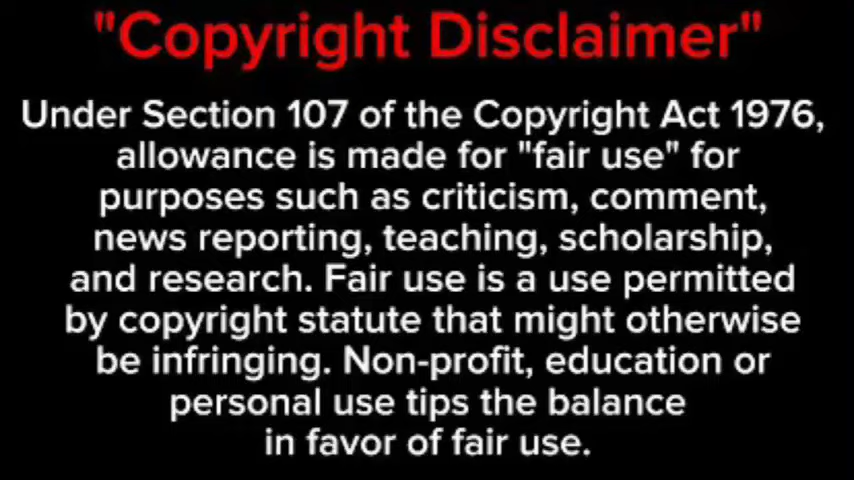 "Copyright Disclaimer"
Under Section 107 of the Copyright Act 1976,
allowance is made for "fair use" for
purposes such as criticism, comment,
news reporting, teaching, scholarship,
and research. Fair use is a use permitted
by copyright statute that might otherwise
be infringing. Non-profit, education or
personal use tips the balance
in favor of fair use.